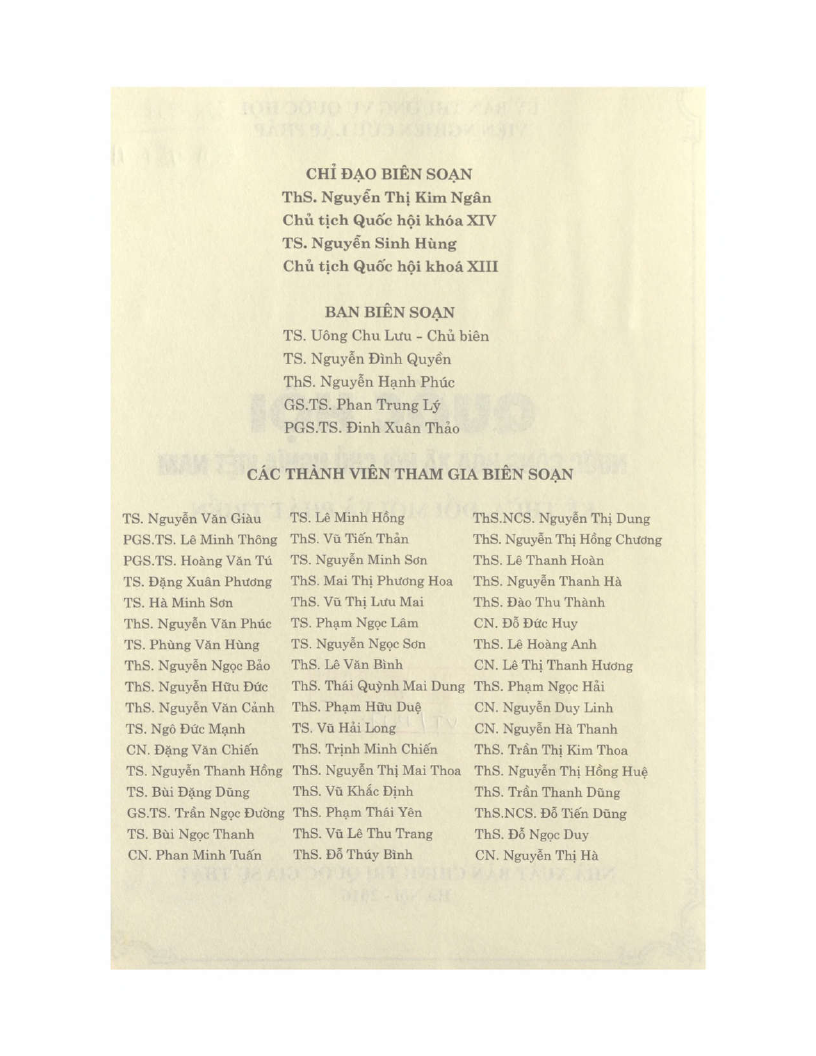 CHỈ ĐẠO BIÊN SOẠN
ThS. Nguyễn Thị Kim Ngân
Chủ tịch Quốc hội khóa XIV
TS. Nguyễn Sinh Hùng
Chủ tịch Quốc hội khoá XIII
BAN BIÊN SOẠN
TS. Uông Chu Lưu – Chủ biên
TS. Nguyễn Đình Quyền
ThS. Nguyễn Hạnh Phúc
GS.TS. Phan Trung Lý
PGS.TS. Đinh Xuân Thảo
CÁC THÀNH VIÊN THAM GIA BIÊN SOẠN
TS. Nguyễn Văn Giàu
PGS.TS. Lê Minh Thông
PGS.TS. Hoàng Văn Tú
TS. Đặng Xuân Phương
TS. Hà Minh Sơn
ThS. Nguyễn Văn Phúc
TS. Phùng Văn Hùng
ThS. Nguyễn Ngọc Bảo
ThS. Nguyễn Hữu Đức
ThS. Nguyễn Văn Cảnh
TS. Ngô Đức Mạnh
CN. Đặng Văn Chiến
TS. Nguyễn Thanh Hồng
TS. Bùi Đặng Dũng
GS.TS. Trần Ngọc Đường
TS. Bùi Ngọc Thanh
CN. Phan Minh Tuấn
TS. Lê Minh Hồng
ThS. Vũ Tiến Thản
TS. Nguyễn Minh Sơn
ThS. Mai Thị Phương Hoa
ThS. Vũ Thị Lưu Mai
TS. Phạm Ngọc Lâm
TS. Nguyễn Ngọc Sơn
ThS. Lê Văn Bình
ThS. Thái Quỳnh Mai Dung
ThS. Phạm Hữu Duệ
TS. Vũ Hải Long
ThS. Trịnh Minh Chiến
ThS. Nguyễn Thị Mai Thoa
ThS. Vũ Khắc Định
ThS. Phạm Thái Yên
ThS. Vũ Lê Thu Trang
ThS. Đỗ Thúy Bình
ThS.NCS. Nguyễn Thị Dung
ThS. Nguyễn Thị Hồng Chương
ThS. Lê Thanh Hoàn
ThS. Nguyễn Thanh Hà
ThS. Đào Thu Thành
CN. Đỗ Đức Huy
ThS. Lê Hoàng Anh
CN. Lê Thị Thanh Hương
ThS. Phạm Ngọc Hải
CN. Nguyễn Duy Linh
CN. Nguyễn Hà Thanh
ThS. Trần Thị Kim Thoa
ThS. Nguyễn Thị Hồng Huệ
ThS. Trần Thanh Dũng
ThS.NCS. Đỗ Tiến Dũng
ThS. Đỗ Ngọc Duy
CN. Nguyễn Thị Hà